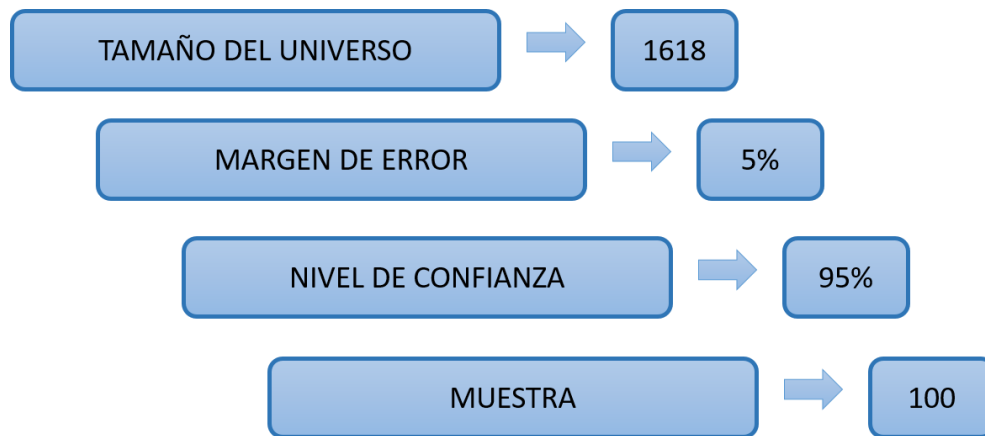 TAMAÑO DEL UNIVERSO 1618
MARGEN DE ERROR 5%
NIVEL DE CONFIANZA 95%
MUESTRA 100